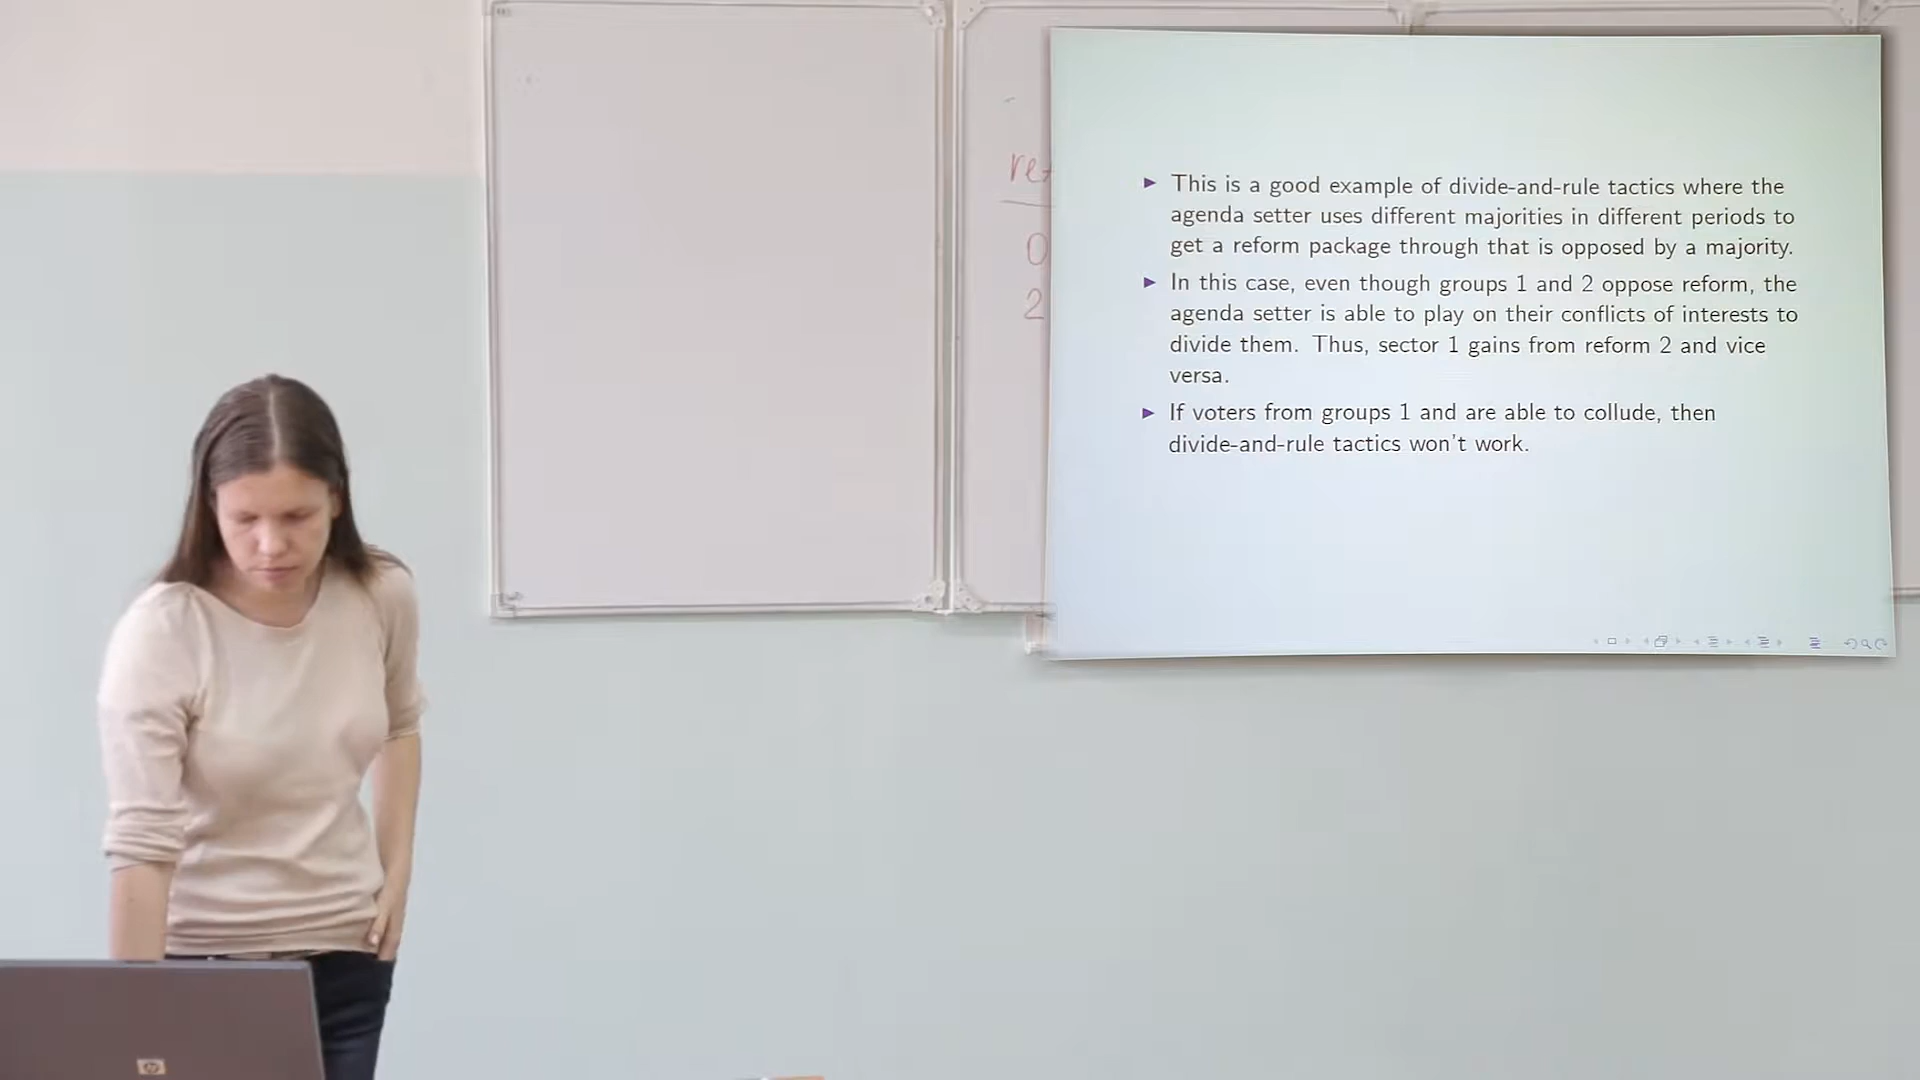 re
0
2
► This is a good example of divide-and-rule tactics where the
agenda setter uses different majorities in different periods to
get a reform package through that is opposed by a majority.
► In this case, even though groups 1 and 2 oppose reform, the
agenda setter is able to play on their conflicts of interests to
divide them. Thus, sector 1 gains from reform 2 and vice
versa.
► If voters from groups 1 and are able to collude, then
divide-and-rule tactics won't work.
hp